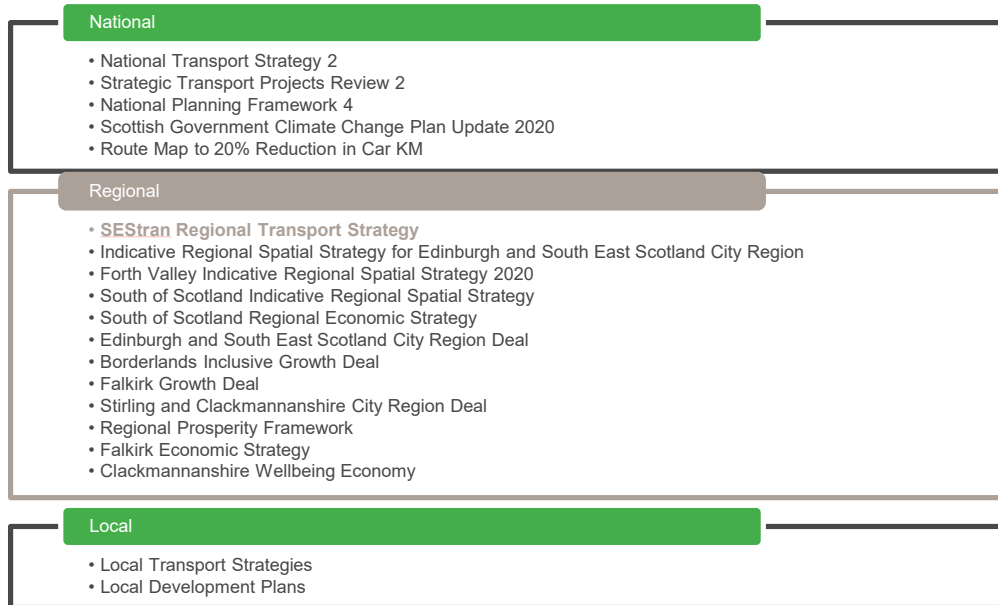 National
• National Transport Strategy 2
• Strategic Transport Projects Review 2
• National Planning Framework 4
• Scottish Government Climate Change Plan Update 2020
• Route Map to 20% Reduction in Car KM
Regional
• SEStran Regional Transport Strategy
• Indicative Regional Spatial Strategy for Edinburgh and South East Scotland City Region
• Forth Valley Indicative Regional Spatial Strategy 2020
• South of Scotland Indicative Regional Spatial Strategy
• South of Scotland Regional Economic Strategy
• Edinburgh and South East Scotland City Region Deal
• Borderlands Inclusive Growth Deal
• Falkirk Growth Deal
• Stirling and Clackmannanshire City Region Deal
• Regional Prosperity Framework
• Falkirk Economic Strategy
• Clackmannanshire Wellbeing Economy
Local
• Local Transport Strategies
• Local Development Plans